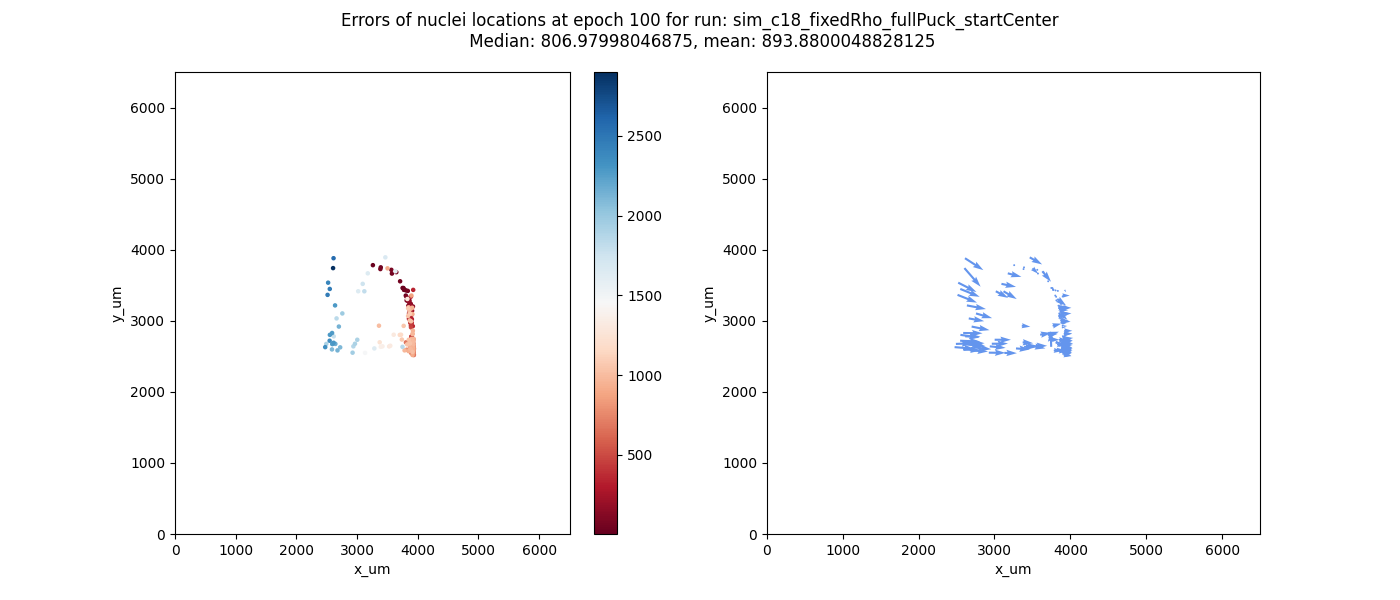 Errors of nuclei locations at epoch 100 for run: sim_c18_fixedRho_fullPuck_startCenter
Median: 806.97998046875, mean: 893.8800048828125
6000
5000
4000
3000
2000
1000
0
y_um
0 1000 2000 3000 4000 5000 6000
x_um
2500
2000
1500
1000
500
6000
5000
4000
3000
2000
1000
0
y_um
0 1000 2000 3000 4000 5000 6000
x_um